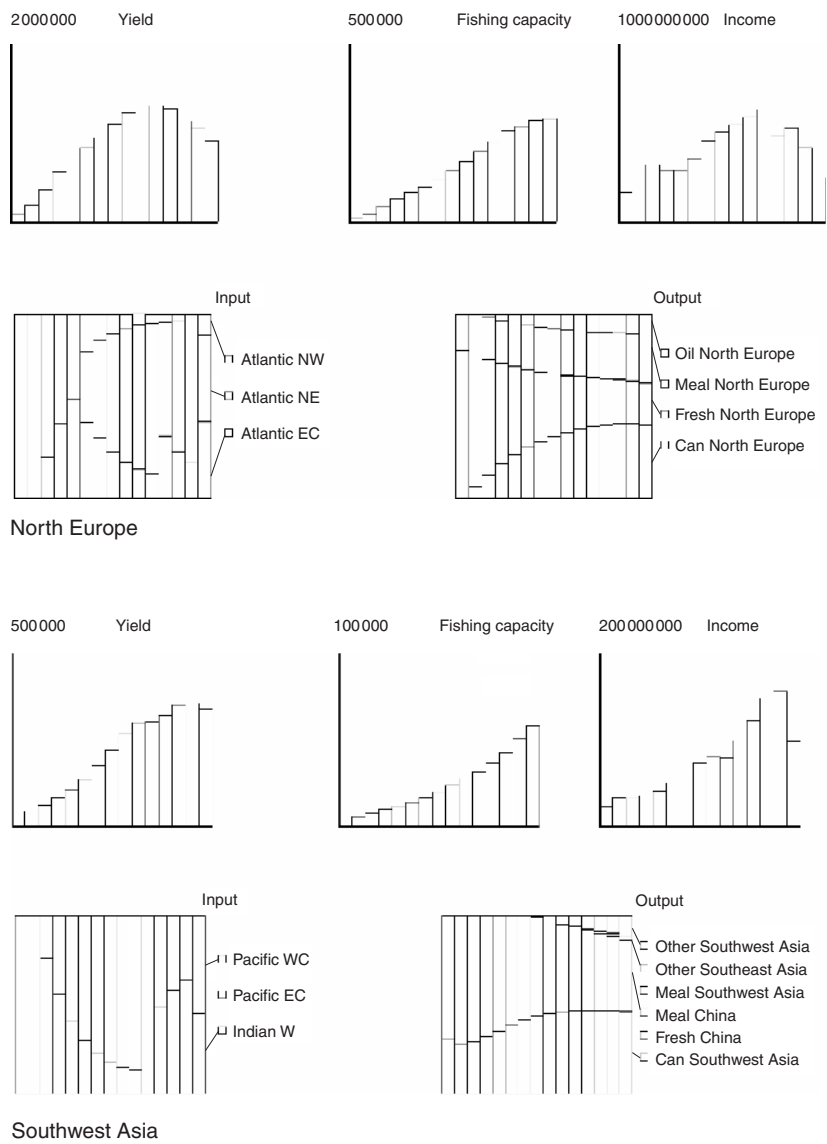 2000000 Yield
500000 Fishing capacity
1000000000 Income
Input
Atlantic NW
Atlantic NE
Atlantic EC
Output
Oil North Europe
Meal North Europe
Fresh North Europe
Can North Europe
North Europe
500000 Yield
100000 Fishing capacity
200000000 Income
Input
Pacific WC
Pacific EC
Indian W
Output
Other Southwest Asia
Other Southeast Asia
Meal Southwest Asia
Meal China
Fresh China
Can Southwest Asia
Southwest Asia